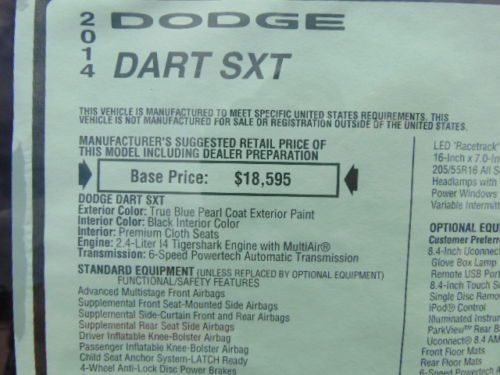 2014 DODGE
DART SXT
THIS VEHICLE IS MANUFACTURED TO MEET SPECIFIC UNITED STATES REQUIREMENTS. THIS
VEHICLE IS NOT MANUFACTURED FOR SALE OR REGISTRATION OUTSIDE OF THE UNITED STATES.
MANUFACTURER'S SUGGESTED RETAIL PRICE OF
THIS MODEL INCLUDING DEALER PREPARATION
Base Price: $18,595
DODGE DART SXT
Exterior Color: True Blue Pearl Coat Exterior Paint
Interior Color: Black Interior Color
Interior: Premium Cloth Seats
Engine: 2.4-Liter I4 Tigershark Engine with MultiAir®
Transmission: 6-Speed Powertech Automatic Transmission
STANDARD EQUIPMENT (UNLESS REPLACED BY OPTIONAL EQUIPMENT)
FUNCTIONAL/SAFETY FEATURES
Advanced Multistage Front Airbags
Supplemental Front Seat-Mounted Side Airbags
Supplemental Side-Curtain Front and Rear Airbags
Supplemental Rear Seat Side Airbags
Driver Inflatable Knee-Bolster Airbag
Passenger Inflatable Knee-Bolster Airbag
Child Seat Anchor System-LATCH Ready
4-Wheel Anti-Lock Disc Power Brakes
LED 'Racetrack'
16-Inch x 7.0-In
205/55R16 All S
Headlamps with
Power Windows
Variable Intermitt
OPTIONAL EQUI
Customer Prefer
8.4-Inch Uconnec
Glove Box Lamp
Remote USB Port
8.4-Inch Touch S
Single Disc Remo
iPod® Control
Illuminated Instrum
ParkView™ Rear B
Uconnect® 8.4 AM
Front Floor Mats
Rear Floor Mats
6-Speed Powertech A